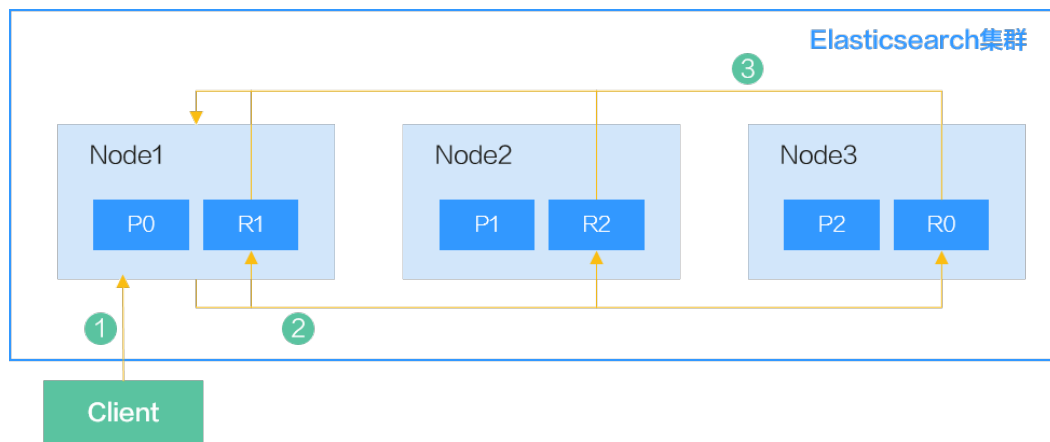 Elasticsearch集群
3
Node1
Node2
Node3
P0
R1
P1
R2
P2
R0
1
2
Client